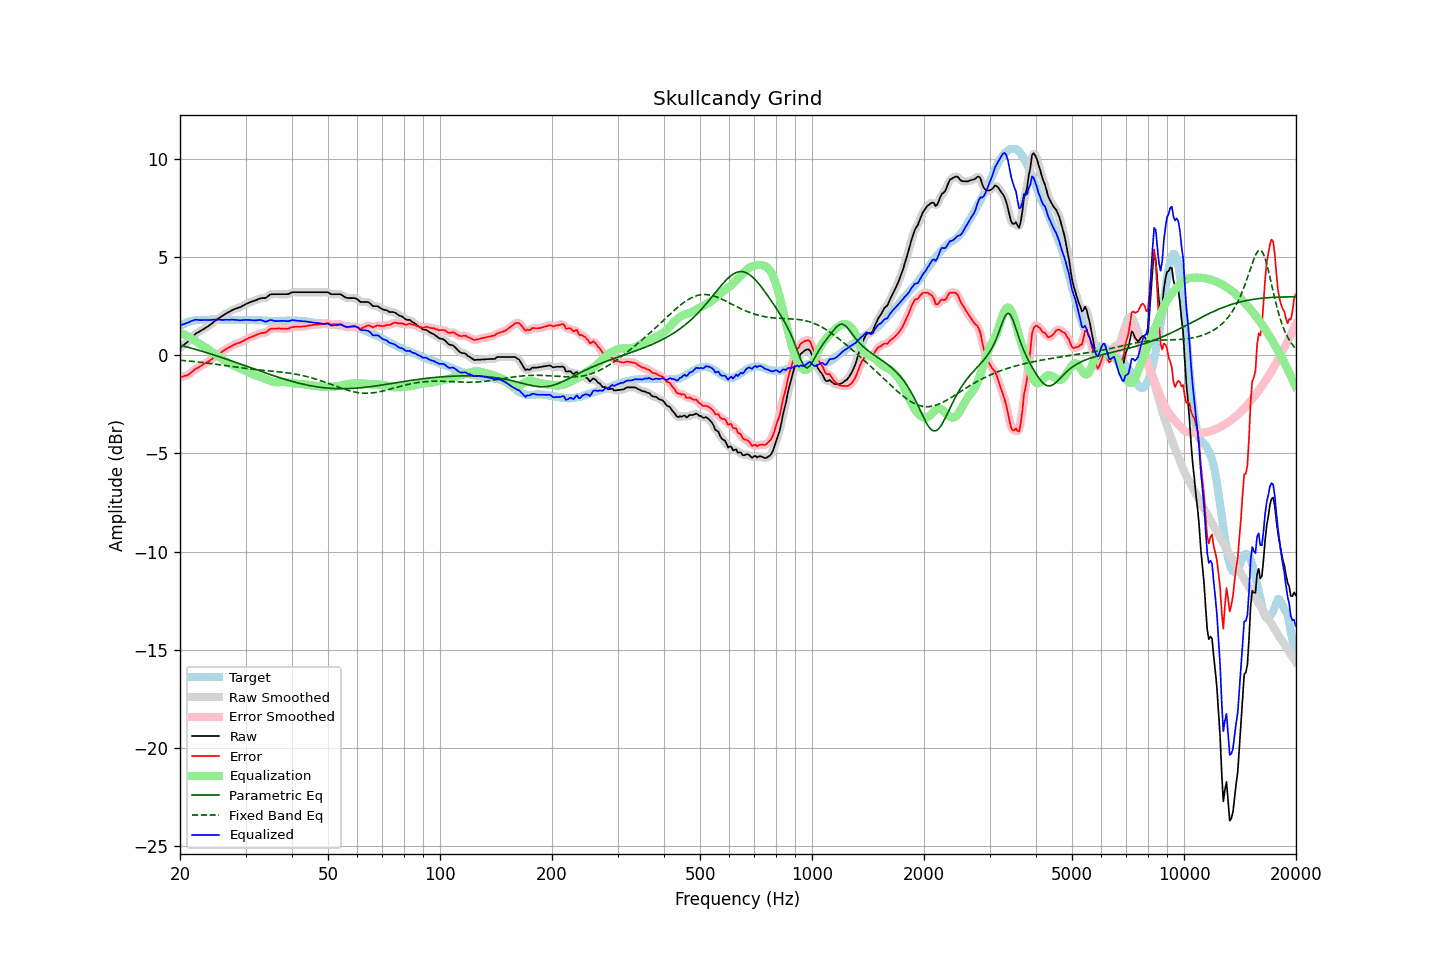 Skullcandy Grind
Amplitude (dBr)
10
5
0
−5
−10
−15
−20
−25
Target
Raw Smoothed
Error Smoothed
Raw
Error
Equalization
Parametric Eq
Fixed Band Eq
Equalized
20
50
100
200
500
1000
2000
5000
10000
20000
Frequency (Hz)